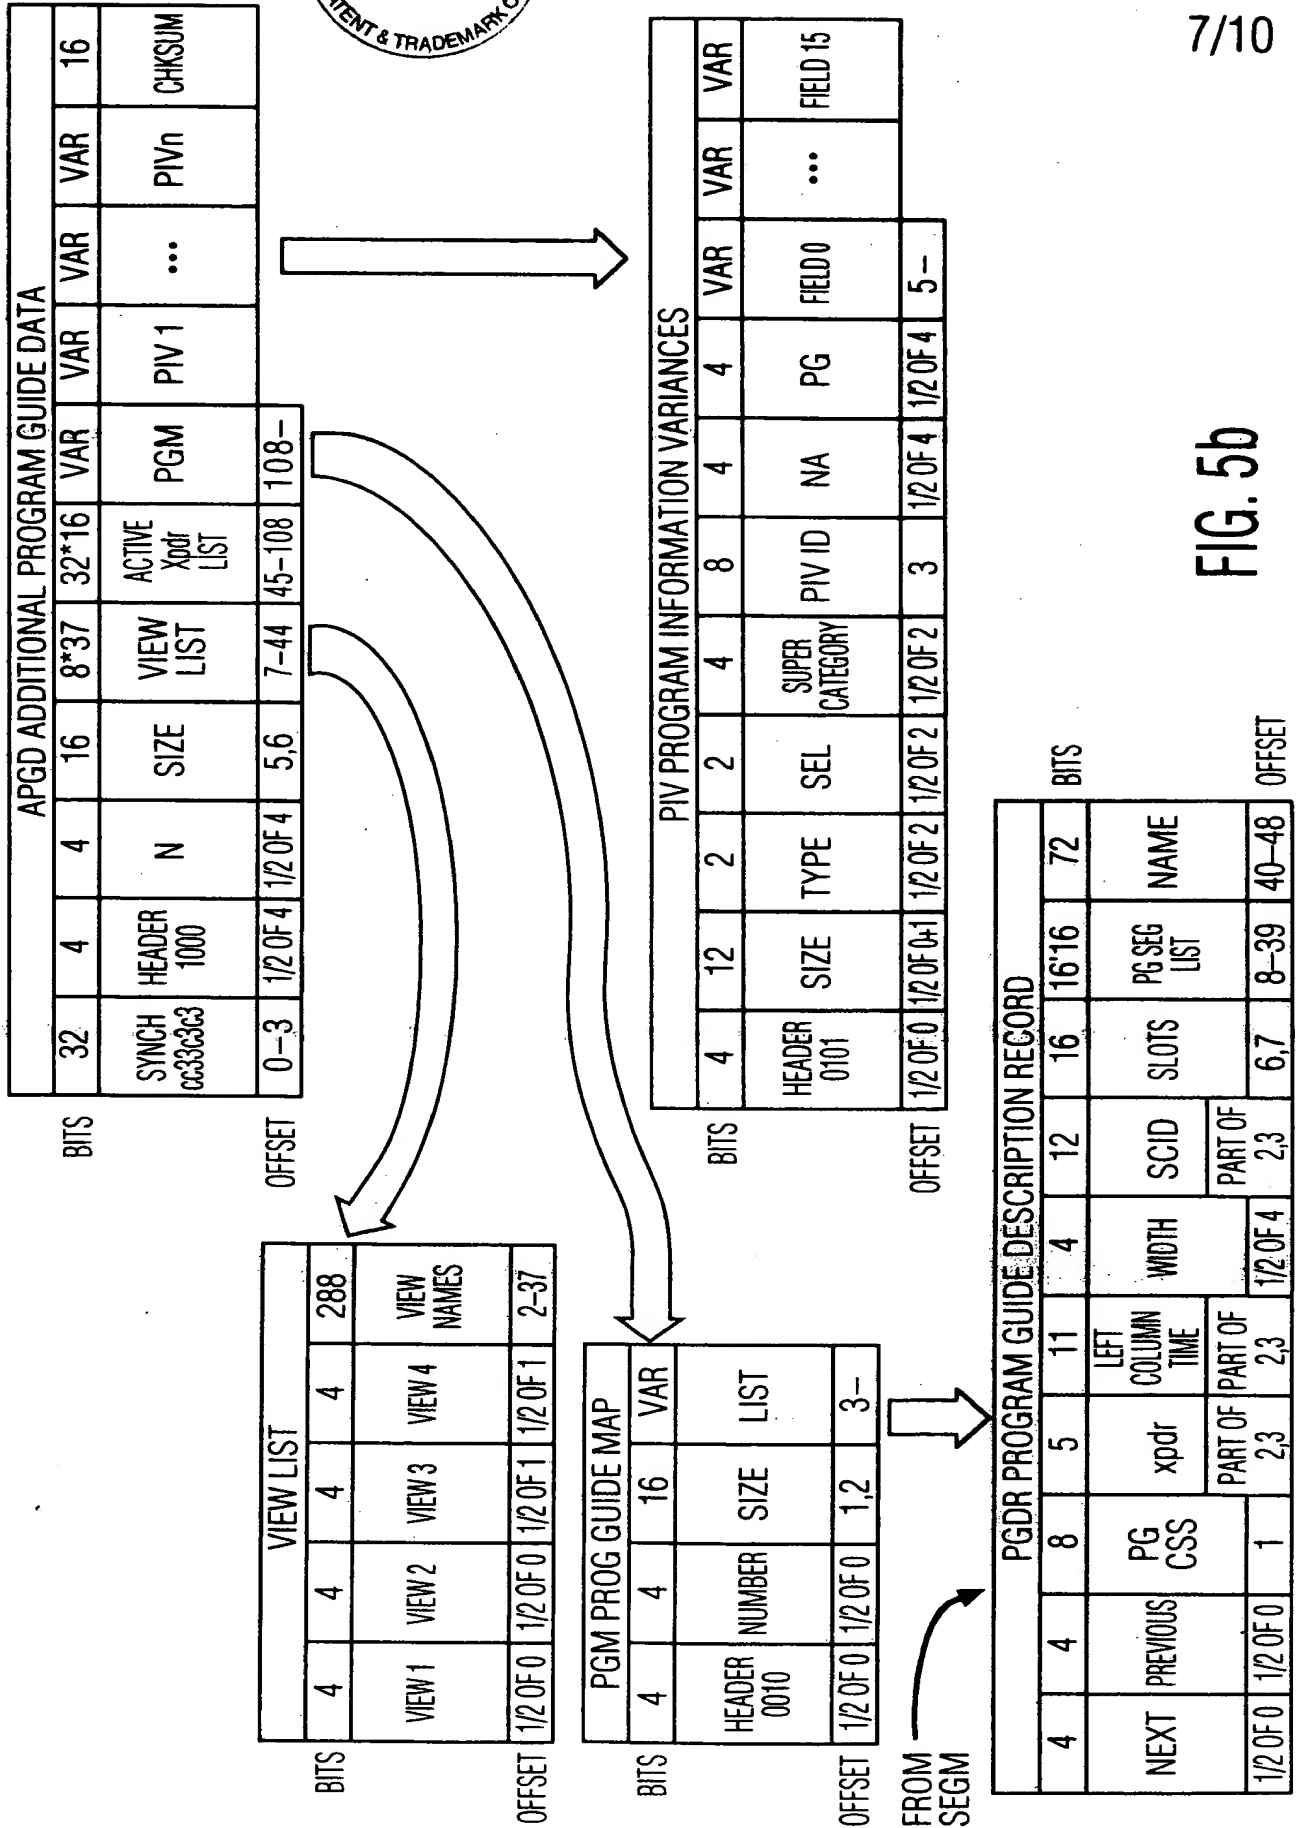 7/10
TENT & TRADEMARK O
APGD ADDITIONAL PROGRAM GUIDE DATA
BITS 32 4 4 16 8*37 32*16 VAR VAR VAR VAR 16
SYNCH cc33c3c3 HEADER 1000 N SIZE VIEW LIST ACTIVE Xpdr LIST PGM PIV 1 ••• PIVn CHKSUM
OFFSET 0–3 1/2 OF 4 1/2 OF 4 5,6 7–44 45–108 108–
VIEW LIST
BITS 4 4 4 4 288
VIEW 1 VIEW 2 VIEW 3 VIEW 4 VIEW NAMES
OFFSET 1/2 OF 0 1/2 OF 0 1/2 OF 1 1/2 OF 1 2–37
PGM PROG GUIDE MAP
BITS 4 4 16 VAR
HEADER 0010 NUMBER SIZE LIST
OFFSET 1/2 OF 0 1/2 OF 0 1,2 3–
PIV PROGRAM INFORMATION VARIANCES
BITS 4 12 2 2 4 8 4 4 VAR VAR VAR
HEADER 0101 SIZE TYPE SEL SUPER CATEGORY PIV ID NA PG FIELD 0 ••• FIELD 15
OFFSET 1/2 OF 0 1/2 OF 0+1 1/2 OF 2 1/2 OF 2 1/2 OF 2 3 1/2 OF 4 1/2 OF 4 5–
FROM SEGM
PGDR PROGRAM GUIDE DESCRIPTION RECORD
4 4 8 5 11 4 12 16 16'16 72 BITS
NEXT PREVIOUS PG CSS xpdr LEFT COLUMN TIME WIDTH SCID SLOTS PG SEG LIST NAME
1/2 OF 0 1/2 OF 0 1 PART OF 2,3 PART OF 2,3 1/2 OF 4 PART OF 2,3 6,7 8–39 40–48 OFFSET
FIG. 5b